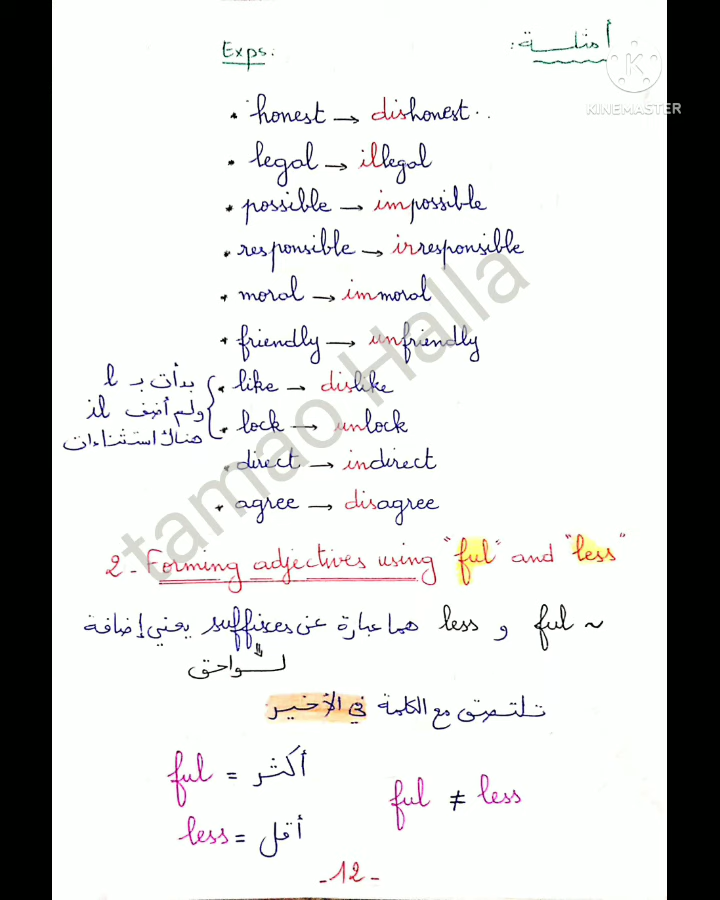 Exps: أمثلة:
KINEMASTER
• honest → dishonest.
• legal → illegal
• possible → impossible
• responsible → irresponsible
• moral → immoral
• friendly → unfriendly
بدأت بـ l • like → dislike
ولم أضف il • lock → unlock
هناك استثناءات • direct → indirect
• agree → disagree
tamao Halla
2 - Forming adjectives using "ful" and "less"
~ ful و less هما عبارة عن suffixes يعني إضافة
⇓
لواحق
تلتصق مع الكلمة في الأخير
ful = أكثر
ful ≠ less
less = أقل
-12-